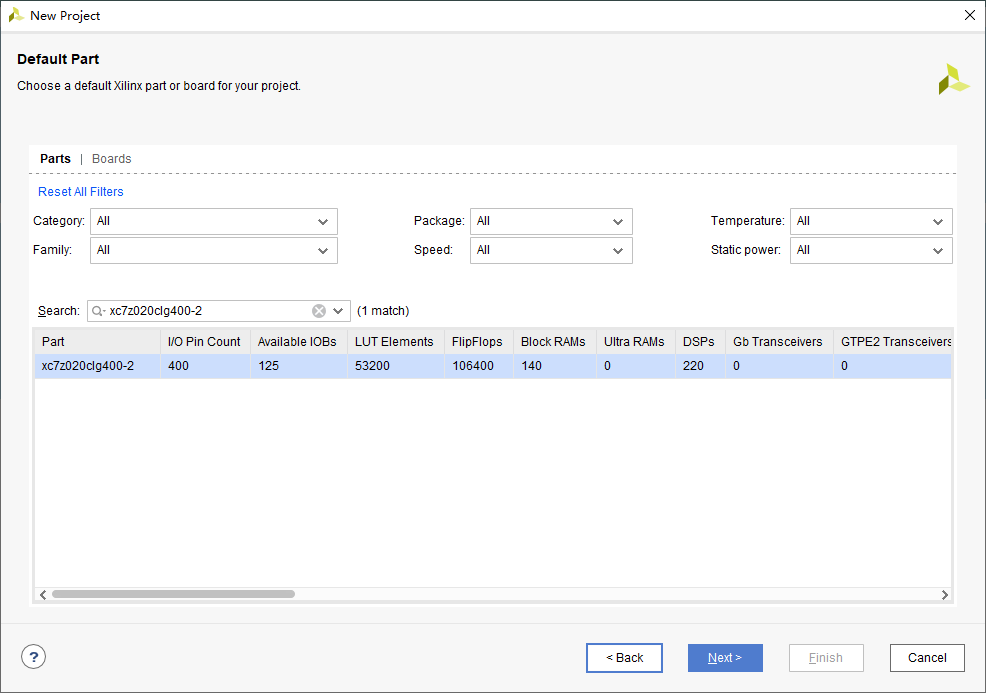 New Project
Default Part
Choose a default Xilinx part or board for your project.
Parts | Boards
Reset All Filters
Category: All Package: All Temperature: All
Family: All Speed: All Static power: All
Search: xc7z020clg400-2 (1 match)
Part I/O Pin Count Available IOBs LUT Elements FlipFlops Block RAMs Ultra RAMs DSPs Gb Transceivers GTPE2 Transceivers
xc7z020clg400-2 400 125 53200 106400 140 0 220 0 0
? < Back Next > Finish Cancel